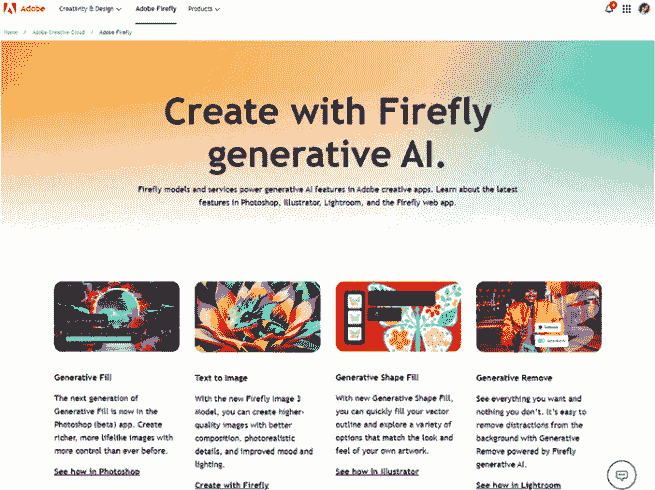 Adobe
Creativity & Design
Adobe Firefly
Products
Home / Adobe Creative Cloud / Adobe Firefly
Create with Firefly
generative AI.
Firefly models and services power generative AI features in Adobe creative apps. Learn about the latest
features in Photoshop, Illustrator, Lightroom, and the Firefly web app.
Generative Fill
The next generation of
Generative Fill is now in the
Photoshop (beta) app. Create
richer, more lifelike images with
more control than ever before.
See how in Photoshop
Text to Image
With the new Firefly Image 3
Model, you can create higher-
quality images with better
composition, photorealistic
details, and improved mood and
lighting.
Create with Firefly
Generative Shape Fill
With new Generative Shape Fill,
you can quickly fill your vector
outline and explore a variety of
options that match the look and
feel of your own art.
See how in Illustrator
Generative Remove
See everything you want and
nothing you don't. It's easy to
remove distractions from the
background with Generative
Remove powered by Firefly
generative AI.
See how in Lightroom